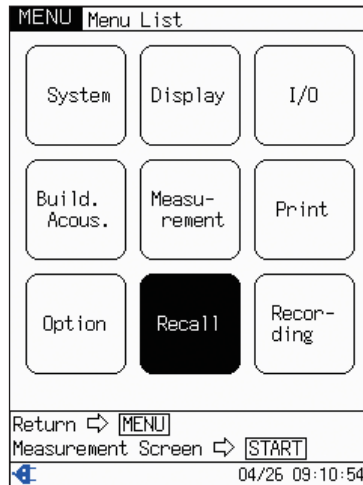 MENU Menu List
System Display I/O
Build. Acous. Measu- rement Print
Option Recall Recor- ding
Return ⇨ MENU
Measurement Screen ⇨ START
04/26 09:10:54